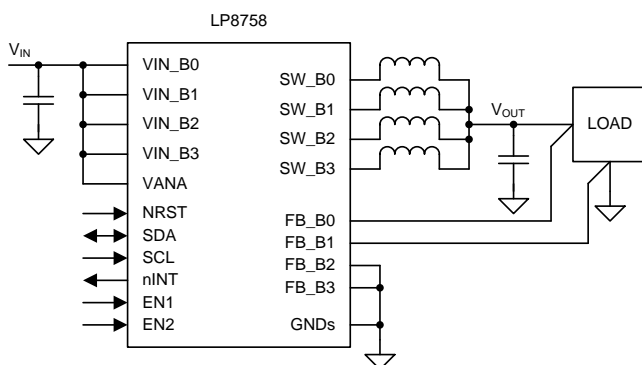 LP8758
VIN
VIN_B0
VIN_B1
VIN_B2
VIN_B3
VANA
NRST
SDA
SCL
nINT
EN1
EN2
SW_B0
SW_B1
SW_B2
SW_B3
FB_B0
FB_B1
FB_B2
FB_B3
GNDs
VOUT
LOAD